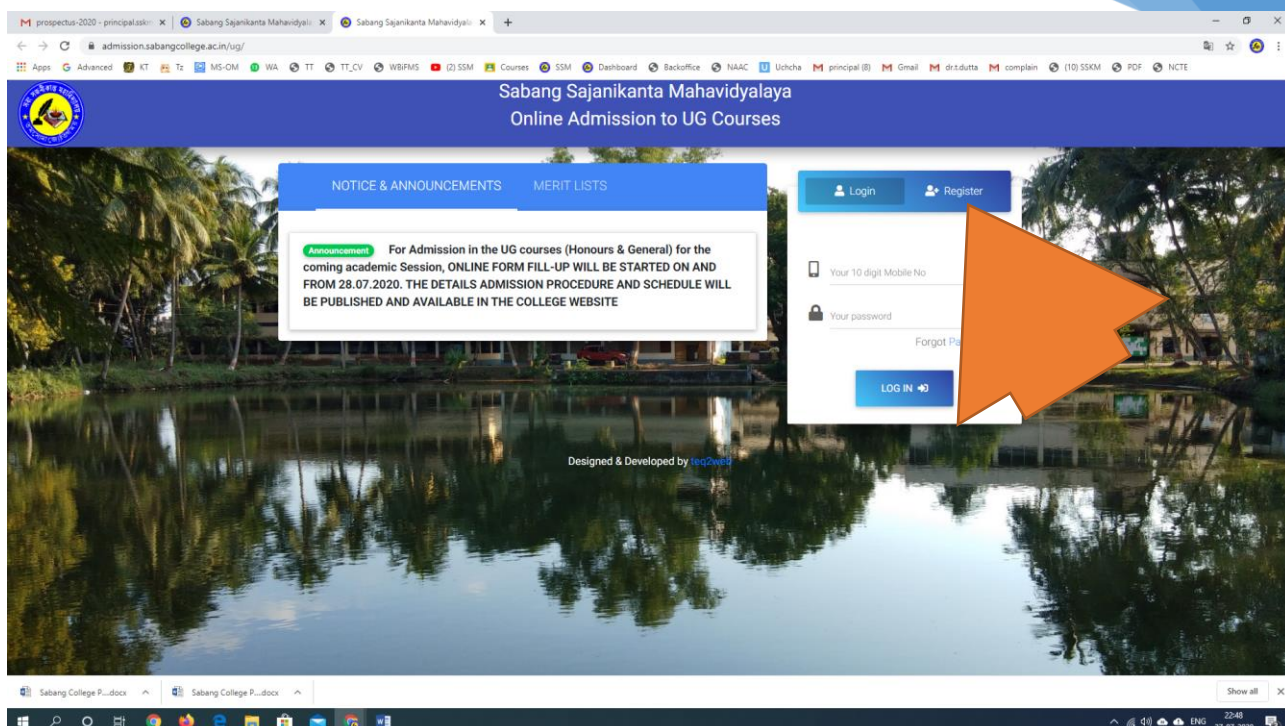 prospectus-2020 - principal.sskm
Sabang Sajanikanta Mahavidyala
Sabang Sajanikanta Mahavidyala
admission.sabangcollege.ac.in/ug/
Apps Advanced KT Tz MS-OM WA TT TT_CV WBiFMS (2) SSM Courses SSM Dashboard Backoffice NAAC Uchcha principal (8) Gmail dr.t.dutta complain (10) SSKM PDF NCTE
Sabang Sajanikanta Mahavidyalaya
Online Admission to UG Courses
NOTICE & ANNOUNCEMENTS MERIT LISTS
Announcement For Admission in the UG courses (Honours & General) for the
coming academic Session, ONLINE FORM FILL-UP WILL BE STARTED ON AND
FROM 28.07.2020. THE DETAILS ADMISSION PROCEDURE AND SCHEDULE WILL
BE PUBLISHED AND AVAILABLE IN THE COLLEGE WEBSITE
Login Register
Your 10 digit Mobile No
Your password
Forgot Pa
LOG IN
Designed & Developed by teq2web
Sabang College P....docx
Sabang College P....docx
Show all
ENG
22:48
27-07-2020